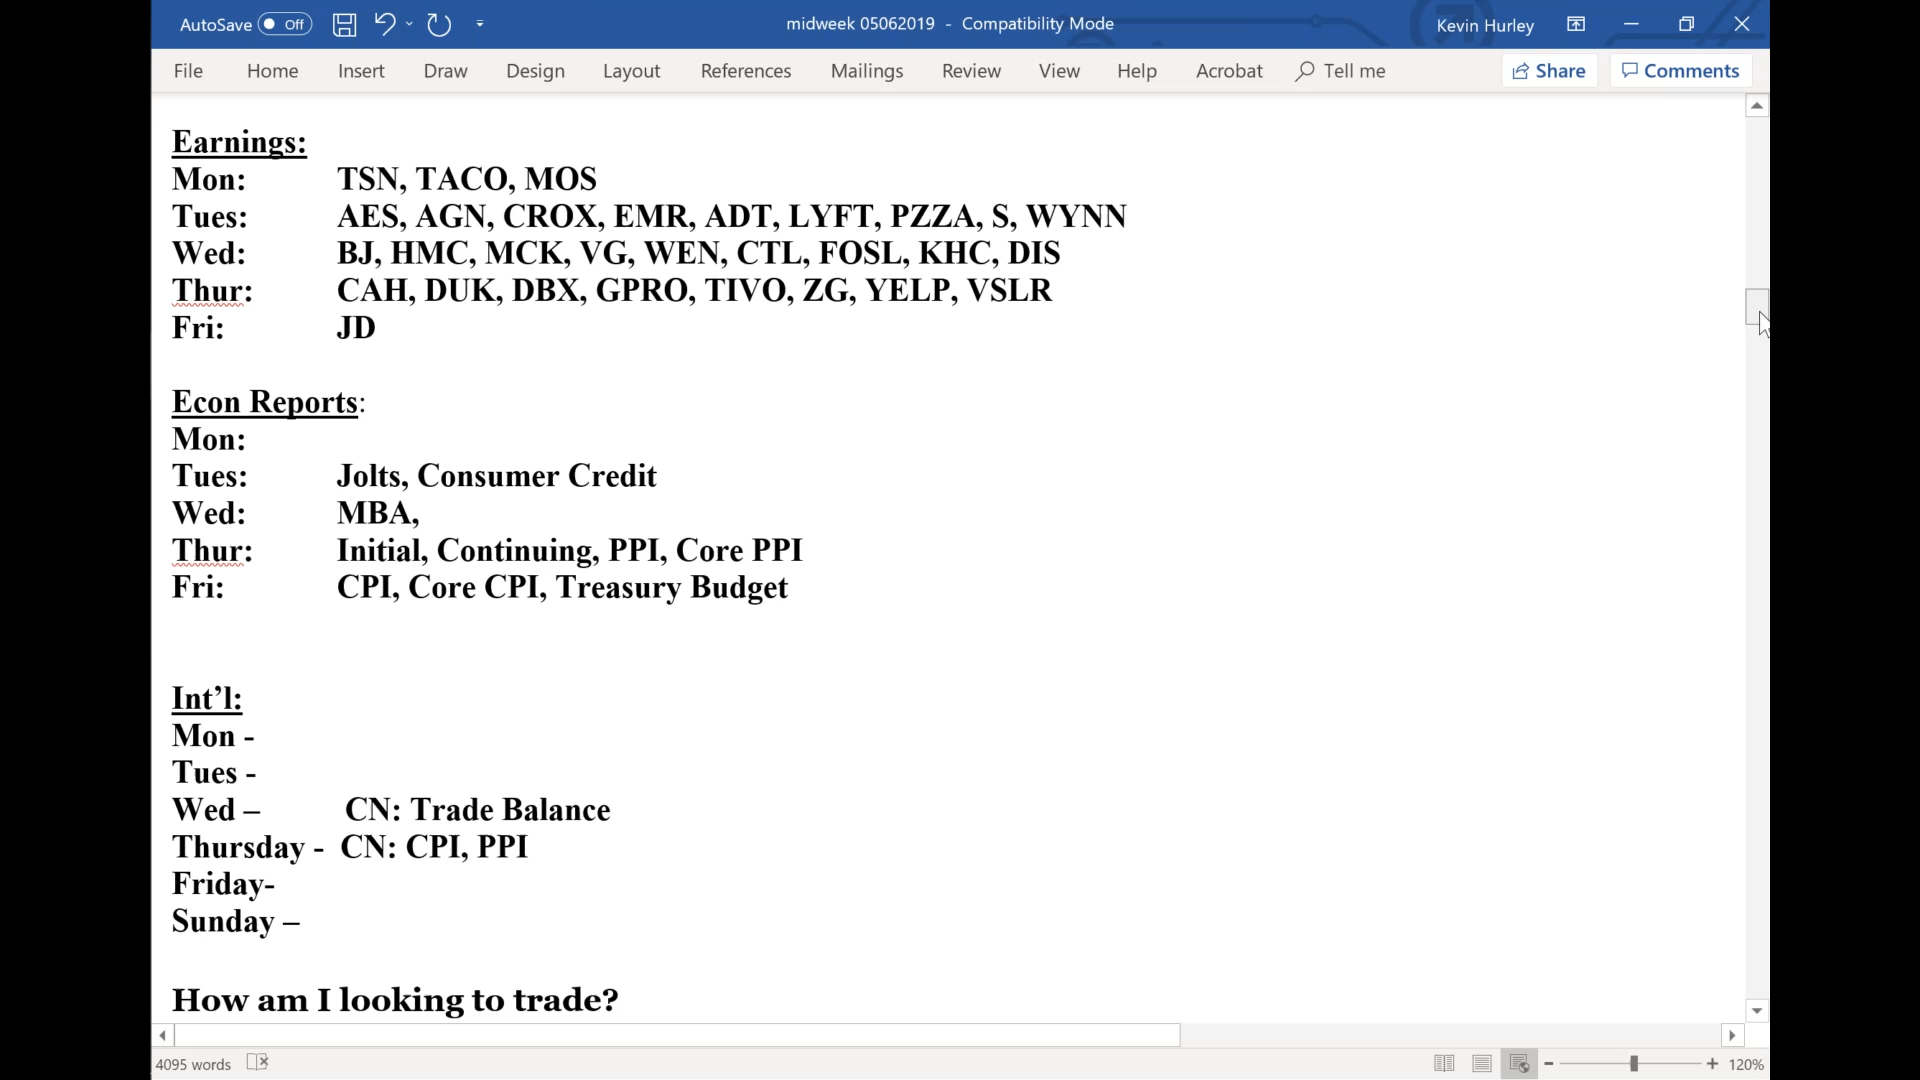 AutoSave Off midweek 05062019 - Compatibility Mode Kevin Hurley
File Home Insert Draw Design Layout References Mailings Review View Help Acrobat Tell me Share Comments
Earnings:
Mon: TSN, TACO, MOS
Tues: AES, AGN, CROX, EMR, ADT, LYFT, PZZA, S, WYNN
Wed: BJ, HMC, MCK, VG, WEN, CTL, FOSL, KHC, DIS
Thur: CAH, DUK, DBX, GPRO, TIVO, ZG, YELP, VSLR
Fri: JD
Econ Reports:
Mon:
Tues: Jolts, Consumer Credit
Wed: MBA,
Thur: Initial, Continuing, PPI, Core PPI
Fri: CPI, Core CPI, Treasury Budget
Int’l:
Mon -
Tues -
Wed – CN: Trade Balance
Thursday - CN: CPI, PPI
Friday-
Sunday –
How am I looking to trade?
4095 words 120%